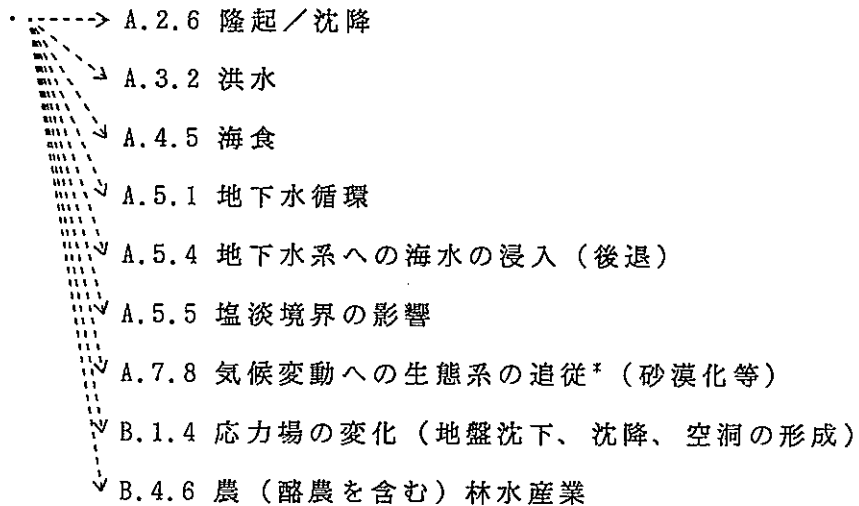 A.2.6 隆起／沈降
A.3.2 洪水
A.4.5 海食
A.5.1 地下水循環
A.5.4 地下水系への海水の浸入（後退）
A.5.5 塩淡境界の影響
A.7.8 気候変動への生態系の追従*（砂漠化等）
B.1.4 応力場の変化（地盤沈下、沈降、空洞の形成）
B.4.6 農（酪農を含む）林水産業